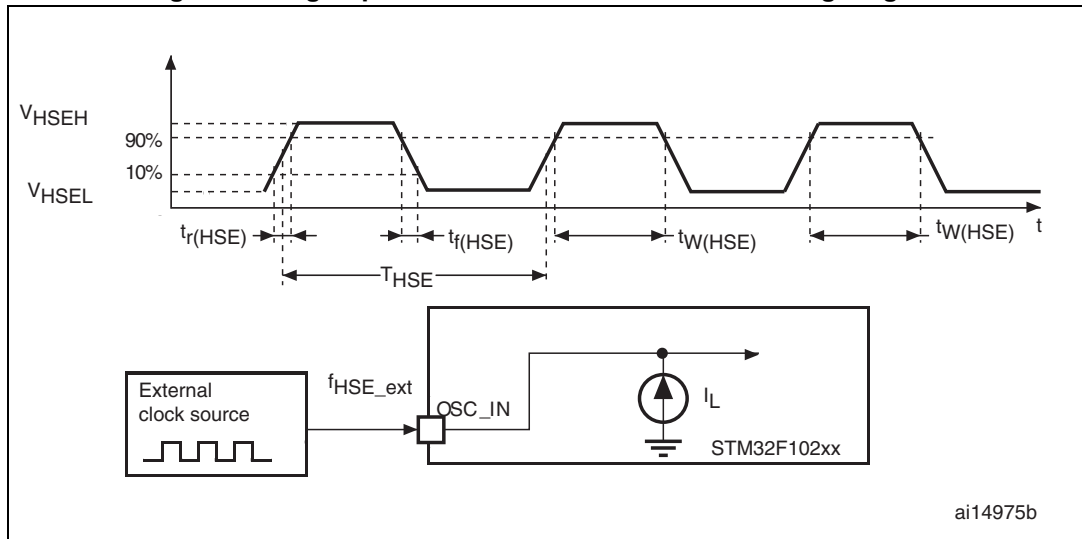 VHSEH
90%
10%
VHSEL
tr(HSE)
tf(HSE)
tW(HSE)
tW(HSE)
t
THSE
External
clock source
fHSE_ext
OSC_IN
IL
STM32F102xx
ai14975b